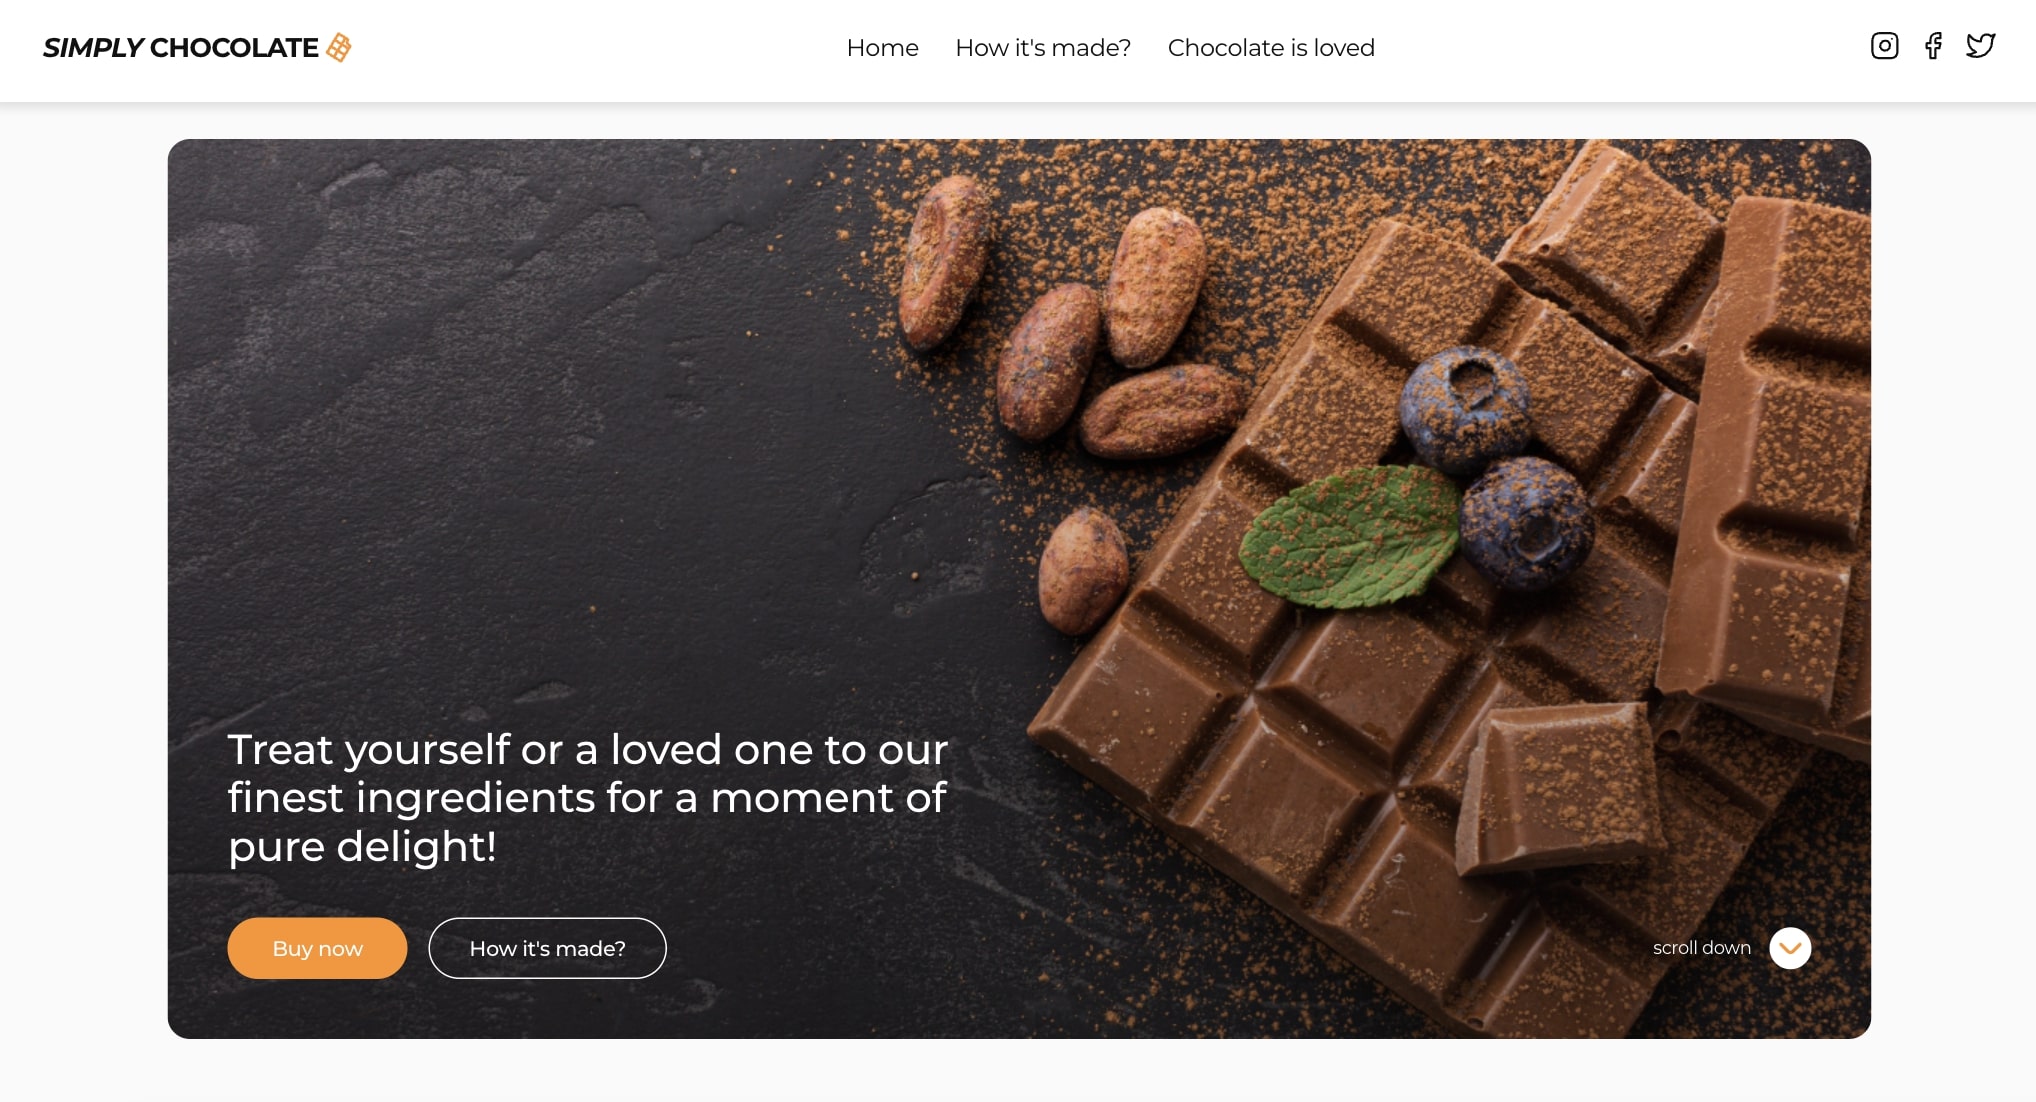 SIMPLY CHOCOLATE
Home
How it's made?
Chocolate is loved
Treat yourself or a loved one to our
finest ingredients for a moment of
pure delight!
Buy now
How it's made?
scroll down